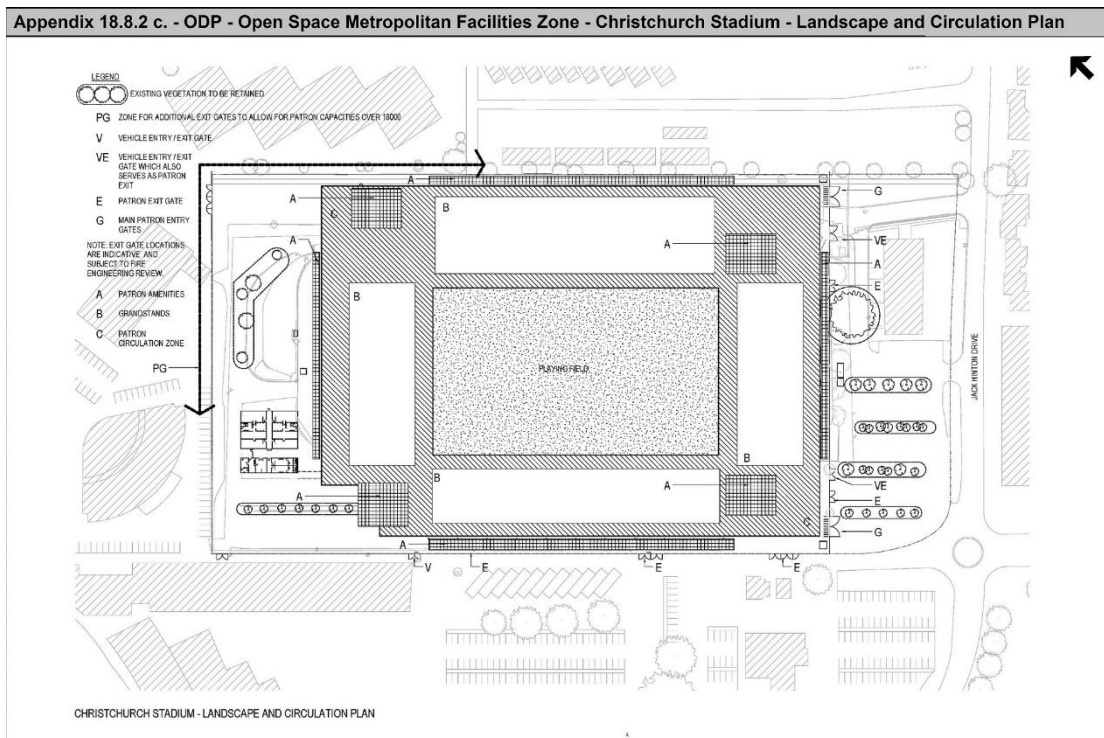 Appendix 18.8.2 c. - ODP - Open Space Metropolitan Facilities Zone - Christchurch Stadium - Landscape and Circulation Plan
LEGEND
EXISTING VEGETATION TO BE RETAINED
PG ZONE FOR ADDITIONAL EXIT GATES TO ALLOW FOR PATRON CAPACITIES OVER 18000
V VEHICLE ENTRY / EXIT GATE
VE VEHICLE ENTRY / EXIT
GATE WHICH ALSO
SERVES AS PATRON
EXIT
E PATRON EXIT GATE
G MAIN PATRON ENTRY
GATES
NOTE: EXIT GATE LOCATIONS
ARE INDICATIVE AND
SUBJECT TO FIRE
ENGINEERING REVIEW.
A PATRON AMENITIES
B GRANDSTANDS
C PATRON
CIRCULATION ZONE
PG
A
A
C
B
G
A
VE
A
A
E
B
B
PLAYING FIELD
JACK HINTON DRIVE
B
B
A
A
VE
E
C
G
A
V
E
E
E
CHRISTCHURCH STADIUM - LANDSCAPE AND CIRCULATION PLAN
A